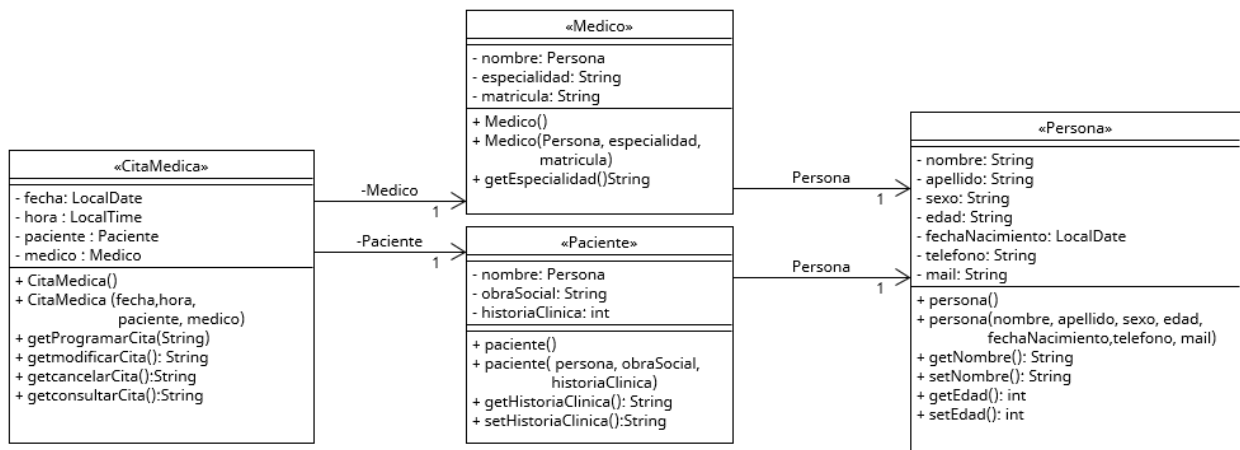 «CitaMedica»
- fecha: LocalDate
- hora : LocalTime
- paciente : Paciente
- medico : Medico
+ CitaMedica()
+ CitaMedica (fecha,hora,
paciente, medico)
+ getProgramarCita(String)
+ getmodificarCita(): String
+ getcancelarCita():String
+ getconsultarCita():String
-Medico
1
-Paciente
1
«Medico»
- nombre: Persona
- especialidad: String
- matricula: String
+ Medico()
+ Medico(Persona, especialidad,
matricula)
+ getEspecialidad()String
«Paciente»
- nombre: Persona
- obraSocial: String
- historiaClinica: int
+ paciente()
+ paciente( persona, obraSocial,
historiaClinica)
+ getHistoriaClinica(): String
+ setHistoriaClinica():String
Persona
1
Persona
1
«Persona»
- nombre: String
- apellido: String
- sexo: String
- edad: String
- fechaNacimiento: LocalDate
- telefono: String
- mail: String
+ persona()
+ persona(nombre, apellido, sexo, edad,
fechaNacimiento,telefono, mail)
+ getNombre(): String
+ setNombre(): String
+ getEdad(): int
+ setEdad(): int